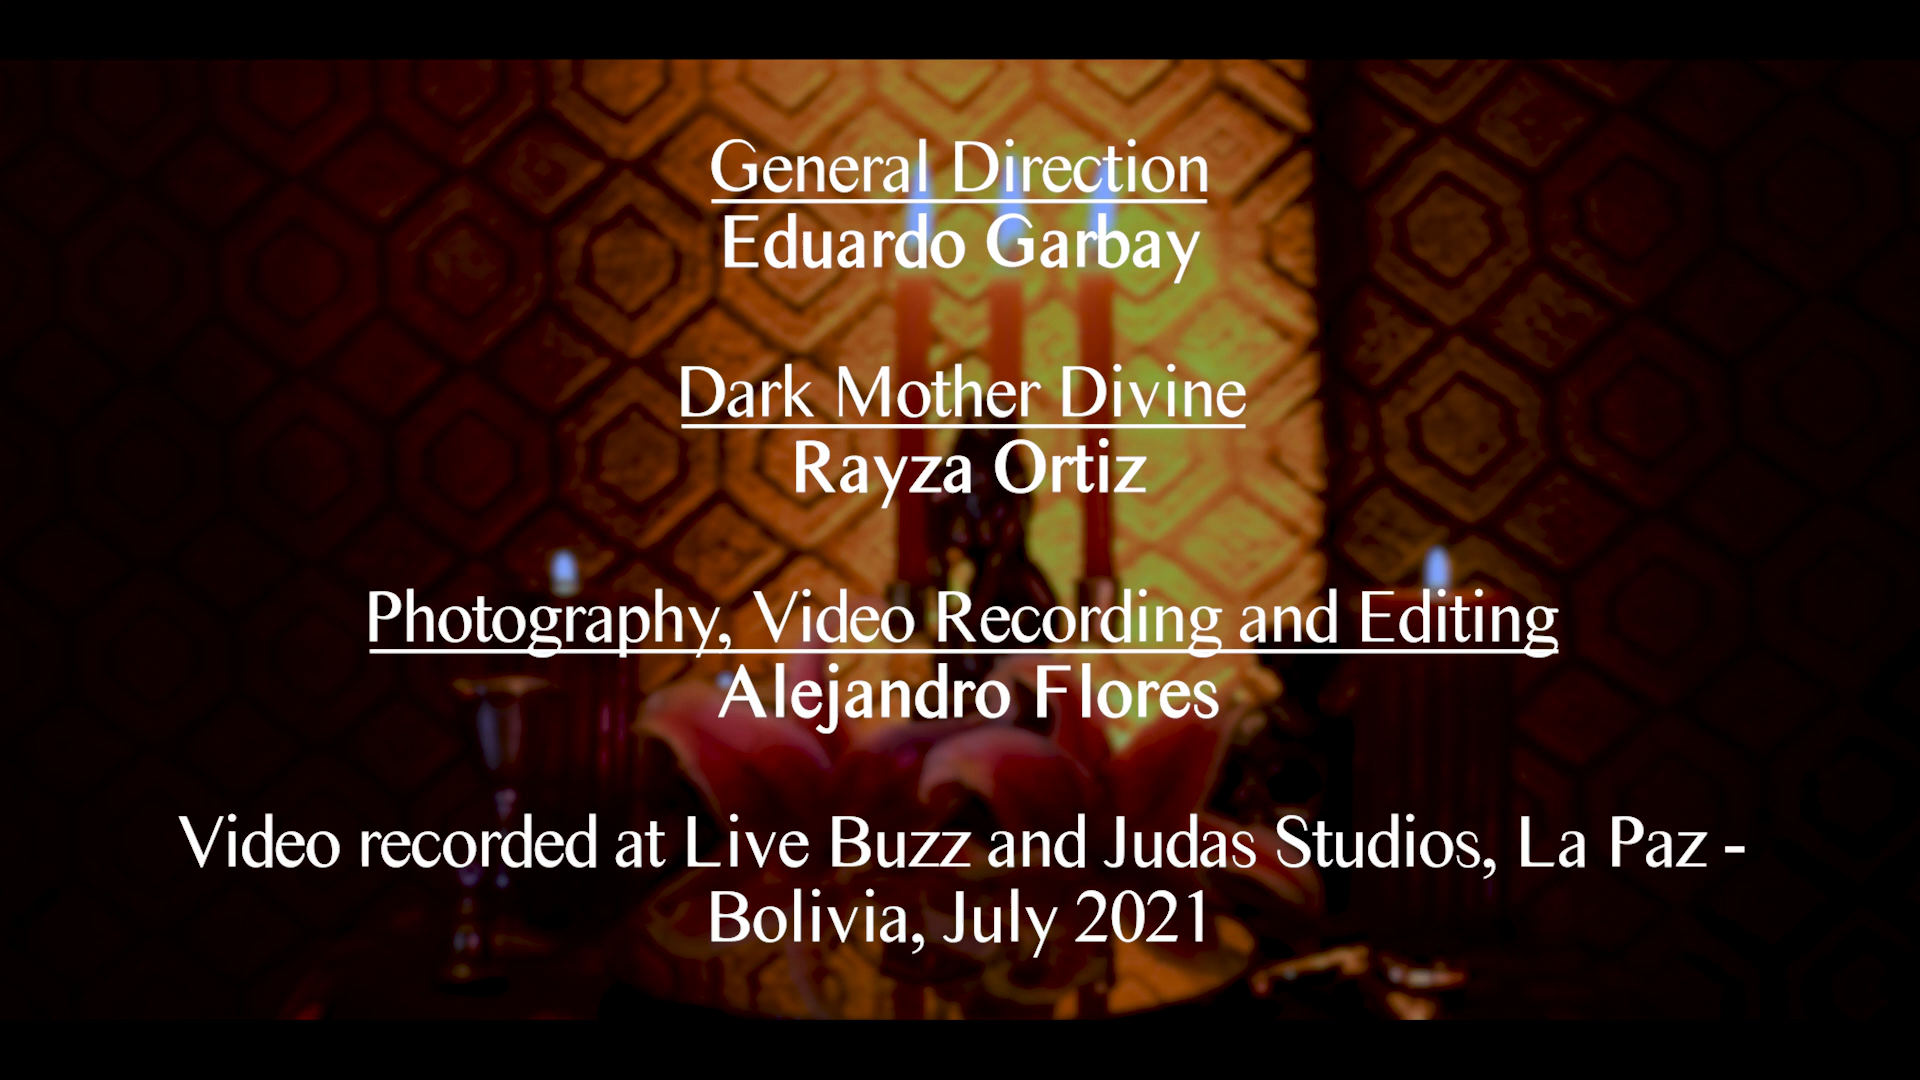 General Direction
Eduardo Garbay
Dark Mother Divine
Rayza Ortiz
Photography, Video Recording and Editing
Alejandro Flores
Video recorded at Live Buzz and Judas Studios, La Paz -
Bolivia, July 2021